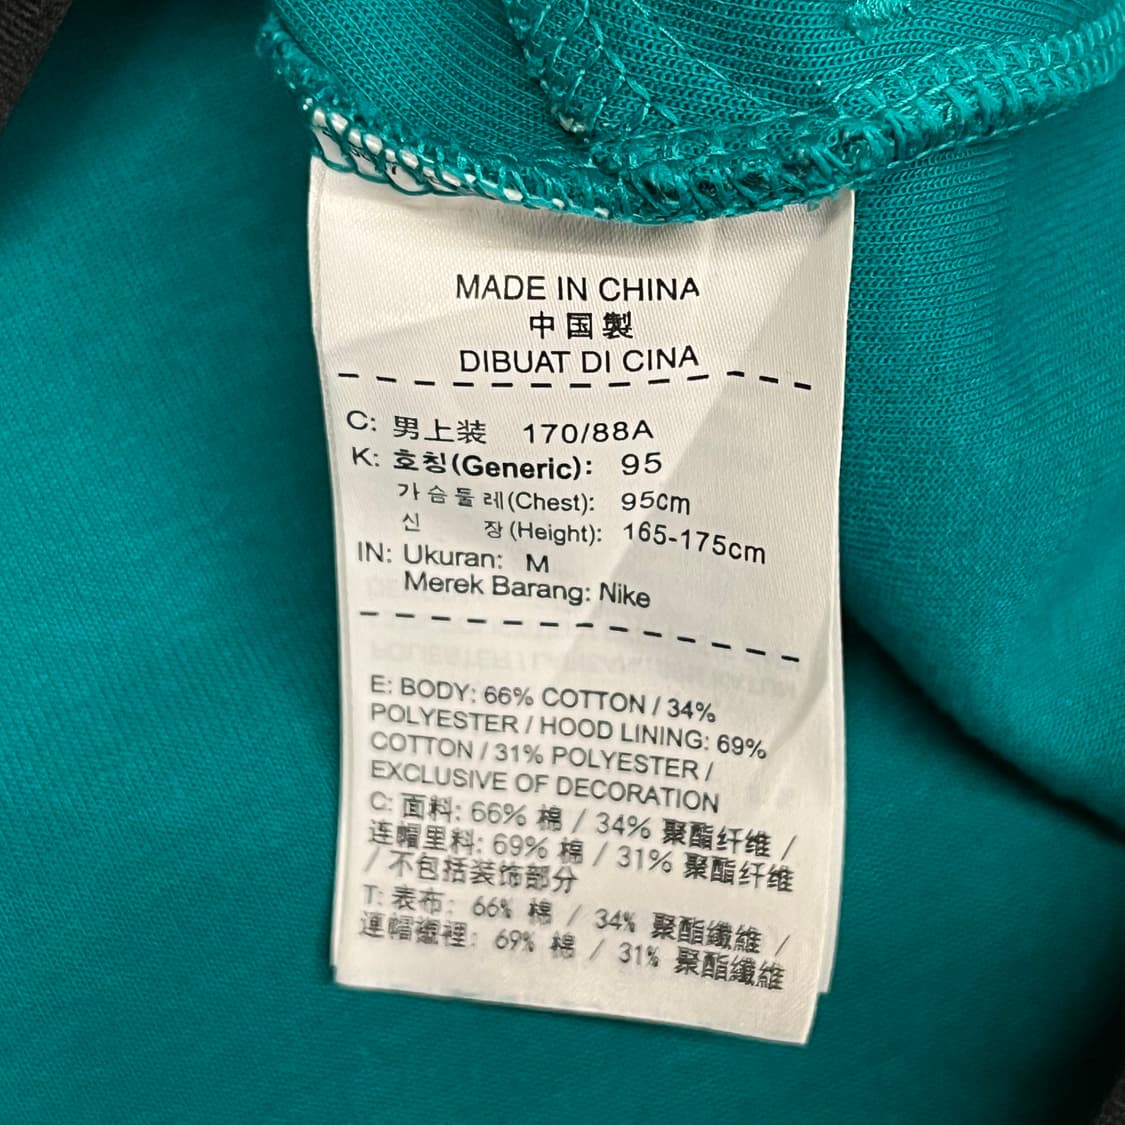 MADE IN CHINA
中国製
DIBUAT DI CINA
C: 男上装 170/88A
K: 호칭(Generic): 95
가슴둘레(Chest): 95cm
신 장(Height): 165-175cm
IN: Ukuran: M
Merek Barang: Nike
E: BODY: 66% COTTON / 34%
POLYESTER / HOOD LINING: 69%
COTTON / 31% POLYESTER /
EXCLUSIVE OF DECORATION
C: 面料: 66% 棉 / 34% 聚酯纤维 /
连帽里料: 69% 棉 / 31% 聚酯纤维
/ 不包括装饰部分
T: 表布: 66% 棉 / 34% 聚酯纖維 /
連帽襯裡: 69% 棉 / 31% 聚酯纖維